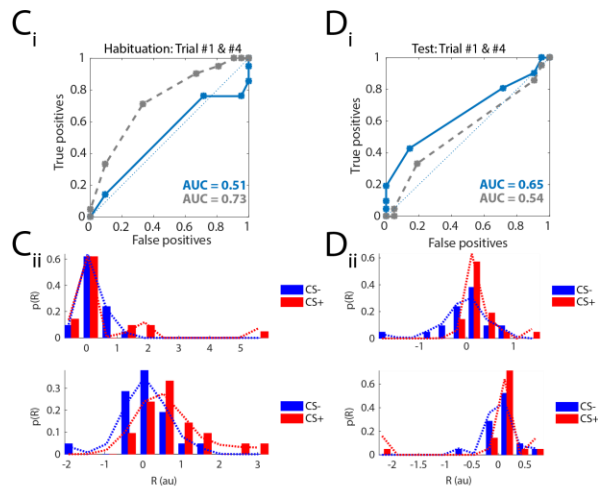 Ci
Habituation: Trial #1 & #4
1
0.8
0.6
0.4
0.2
0
True positives
AUC = 0.51
AUC = 0.73
0 0.2 0.4 0.6 0.8 1
False positives
Di
Test: Trial #1 & #4
1
0.8
0.6
0.4
0.2
0
True positives
AUC = 0.65
AUC = 0.54
0 0.2 0.4 0.6 0.8 1
False positives
Cii
0.6
0.4
0.2
0
p(R)
CS-
CS+
0 1 2 3 4 5
0.3
0.2
0.1
0
p(R)
CS-
CS+
-2 -1 0 1 2 3
R (au)
Dii
0.6
0.4
0.2
0
p(R)
CS-
CS+
-1 0 1
0.6
0.4
0.2
0
p(R)
CS-
CS+
-2 -1 0 0.5
R (au)